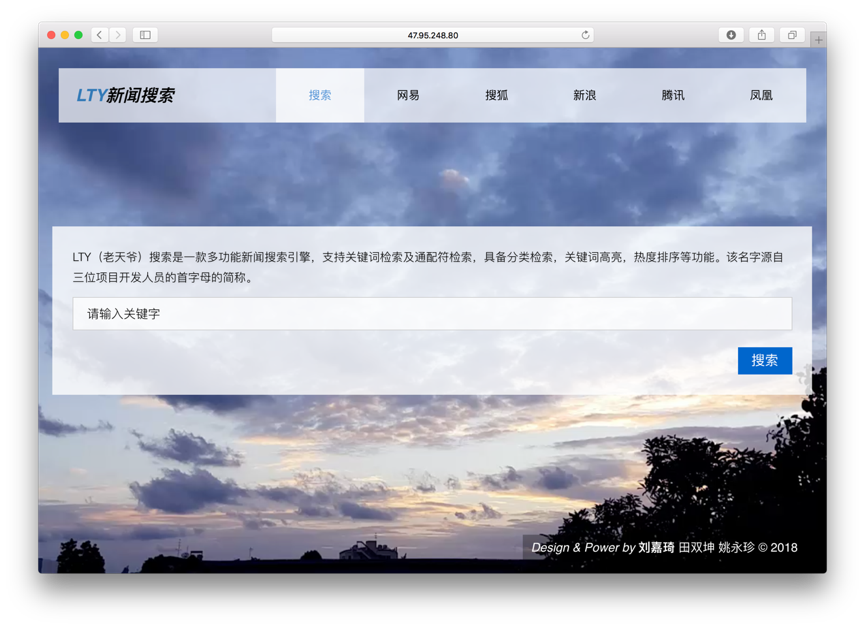 47.95.248.80
LTY新闻搜索
搜索
网易
搜狐
新浪
腾讯
凤凰
LTY（老天爷）搜索是一款多功能新闻搜索引擎，支持关键词检索及通配符检索，具备分类检索，关键词高亮，热度排序等功能。该名字源自
三位项目开发人员的首字母的简称。
请输入关键字
搜索
Design & Power by 刘嘉琦 田双坤 姚永珍 © 2018